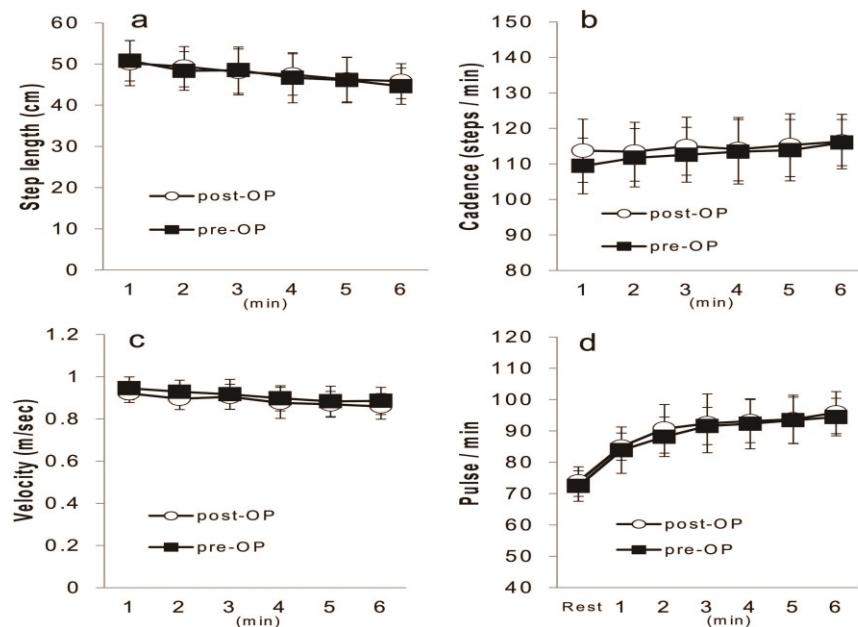 a
Step length (cm)
60
50
40
30
20
10
0
post-OP
pre-OP
1 2 3 4 5 6
(min)
b
Cadence (steps / min)
150
140
130
120
110
100
90
80
post-OP
pre-OP
1 2 3 4 5 6
(min)
c
Velocity (m/sec)
1.2
1
0.8
0.6
0.4
0.2
0
post-OP
pre-OP
1 2 3 4 5 6
(min)
d
Pulse / min
120
110
100
90
80
70
60
50
40
post-OP
pre-OP
Rest 1 2 3 4 5 6
(min)